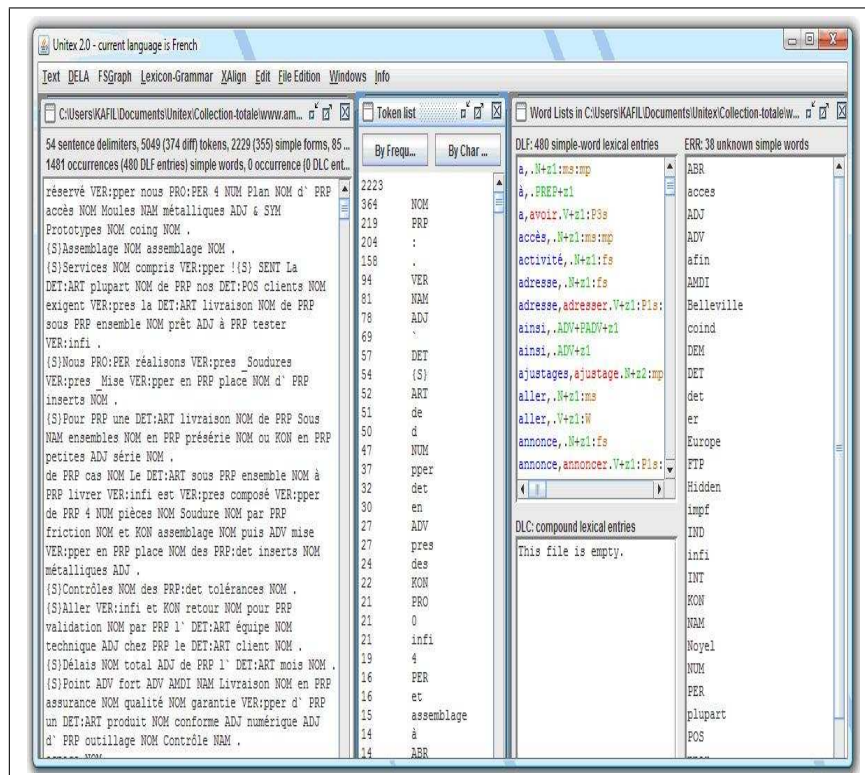 Unitex 2.0 - current language is French
Text DELA FSGraph Lexicon-Grammar XAlign Edit File Edition Windows Info
C:\Users\KAFIL\Documents\Unitex\Collection-totale\www.am...
54 sentence delimiters, 5049 (374 diff) tokens, 2229 (355) simple forms, 85 ...
1481 occurrences (480 DLF entries) simple words, 0 occurrence (0 DLC ent...
réservé VER:pper nous PRO:PER 4 NUM Plan NOM d` PRP
accès NOM Moules NAM métalliques ADJ & SYM
Prototypes NOM coing NOM .
{S}Assemblage NOM assemblage NOM .
{S}Services NOM compris VER:pper !{S} SENT La
DET:ART plupart NOM de PRP nos DET:POS clients NOM
exigent VER:pres la DET:ART livraison NOM de PRP
sous PRP ensemble NOM prêt ADJ à PRP tester
VER:infi .
{S}Nous PRO:PER réalisons VER:pres _Soudures
VER:pres _Mise VER:pper en PRP place NOM d` PRP
inserts NOM .
{S}Pour PRP une DET:ART livraison NOM de PRP Sous
NAM ensembles NOM en PRP présérie NOM ou KON en PRP
petites ADJ série NOM .
de PRP cas NOM Le DET:ART sous PRP ensemble NOM à
PRP livrer VER:infi est VER:pres composé VER:pper
de PRP 4 NUM pièces NOM Soudure NOM par PRP
friction NOM et KON assemblage NOM puis ADV mise
VER:pper en PRP place NOM des PRP:det inserts NOM
métalliques ADJ .
{S}Contrôles NOM des PRP:det tolérances NOM .
{S}Aller VER:infi et KON retour NOM pour PRP
validation NOM par PRP l` DET:ART équipe NOM
technique ADJ chez PRP le DET:ART client NOM .
{S}Délais NOM total ADJ de PRP l` DET:ART mois NOM .
{S}Point ADV fort ADV AMDI NAM Livraison NOM en PRP
assurance NOM qualité NOM garantie VER:pper d` PRP
un DET:ART produit NOM conforme ADJ numérique ADJ
d` PRP outillage NOM Contrôle NAM .
Token list
By Frequ... By Char ...
2223
364 NOM
219 PRP
204 :
158 .
94 VER
81 NAM
78 ADJ
69 `
57 DET
54 {S}
52 ART
51 de
50 d
47 NUM
37 pper
32 det
30 en
27 ADV
27 pres
24 des
22 KON
21 PRO
21 0
21 infi
19 4
16 PER
16 et
15 assemblage
14 à
14 ABR
Word Lists in C:\Users\KAFIL\Documents\Unitex\Collection-totale\w...
DLF: 480 simple-word lexical entries
a,.N+z1:ms:mp
à,.PREP+z1
a,avoir.V+z1:P3s
accès,.N+z1:ms:mp
activité,.N+z1:fs
adresse,.N+z1:fs
adresse,adresser.V+z1:P1s:
ainsi,.ADV+PADV+z1
ainsi,.ADV+z1
ajustages,ajustage.N+z2:mp
aller,.N+z1:ms
aller,.V+z1:W
annonce,.N+z1:fs
annonce,annoncer.V+z1:P1s:
DLC: compound lexical entries
This file is empty.
ERR: 38 unknown simple words
ABR
acces
ADJ
ADV
afin
AMDI
Belleville
coind
DEM
DET
det
er
Europe
FTP
Hidden
impf
IND
infi
INT
KON
NAM
Noyel
NUM
PER
plupart
POS